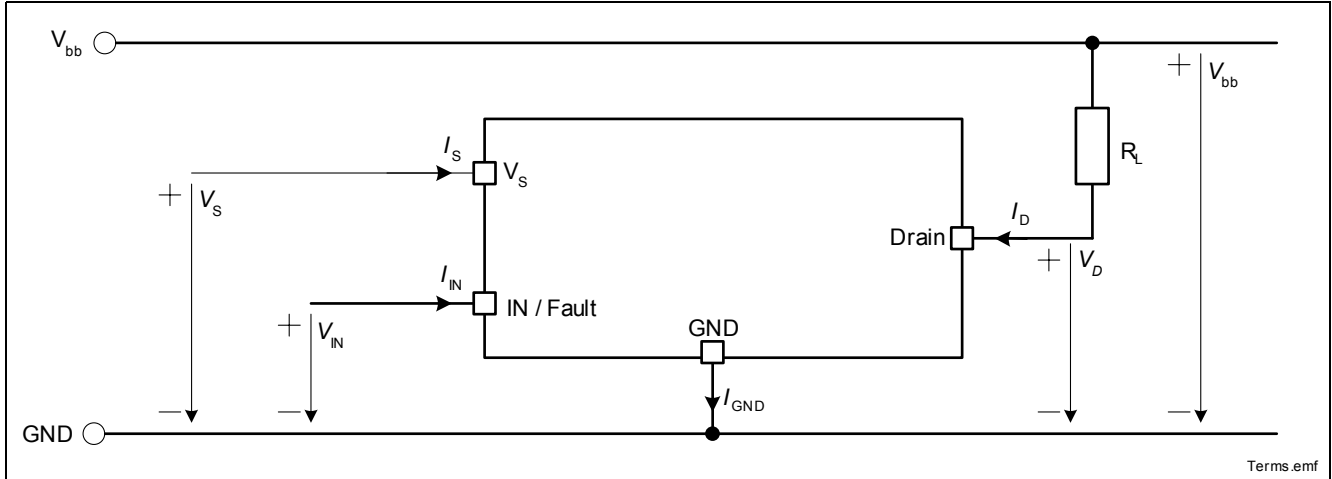 Vbb
+
Vbb
IS
VS
RL
+
VS
ID
Drain
+
VD
IIN
IN / Fault
+
VIN
GND
IGND
—
—
—
—
GND
Terms.emf